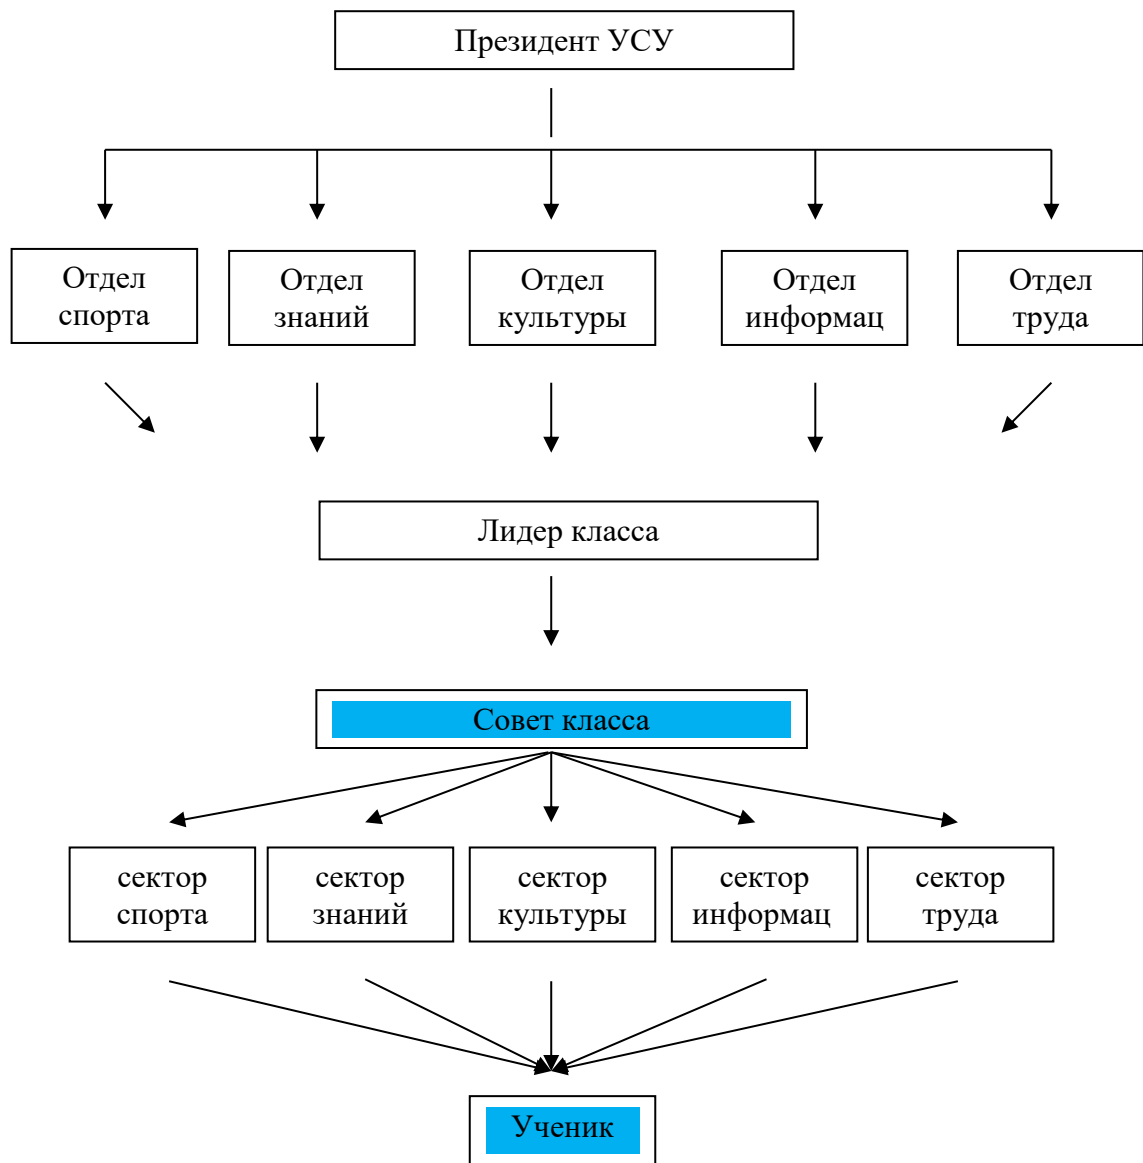 Президент УСУ
Отдел
спорта
Отдел
знаний
Отдел
культуры
Отдел
информац
Отдел
труда
Лидер класса
Совет класса
сектор
спорта
сектор
знаний
сектор
культуры
сектор
информац
сектор
труда
Ученик